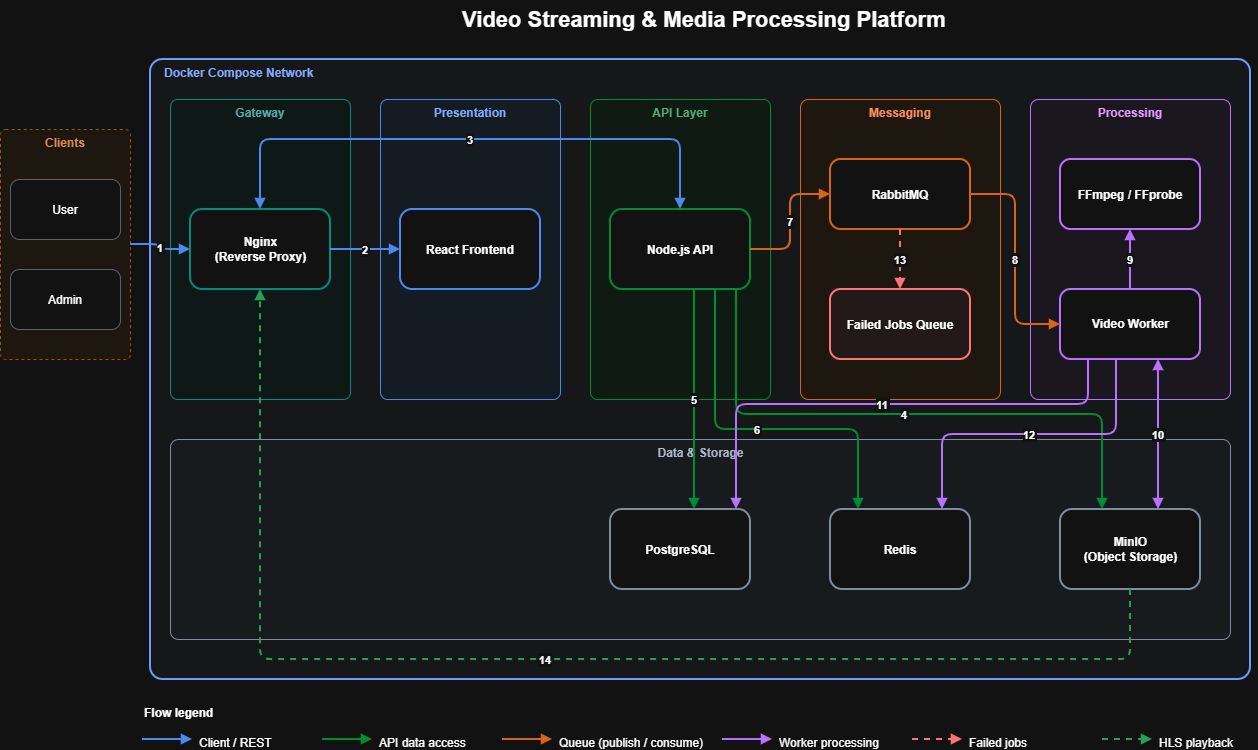 Video Streaming & Media Processing Platform
Docker Compose Network
Gateway
Presentation
API Layer
Messaging
Processing
Clients
User
Admin
3
1
Nginx
(Reverse Proxy)
2
React Frontend
Node.js API
7
RabbitMQ
13
Failed Jobs Queue
8
FFmpeg / FFprobe
9
Video Worker
5
11
4
6
12
10
Data & Storage
PostgreSQL
Redis
MinIO
(Object Storage)
14
Flow legend
Client / REST
API data access
Queue (publish / consume)
Worker processing
Failed jobs
HLS playback